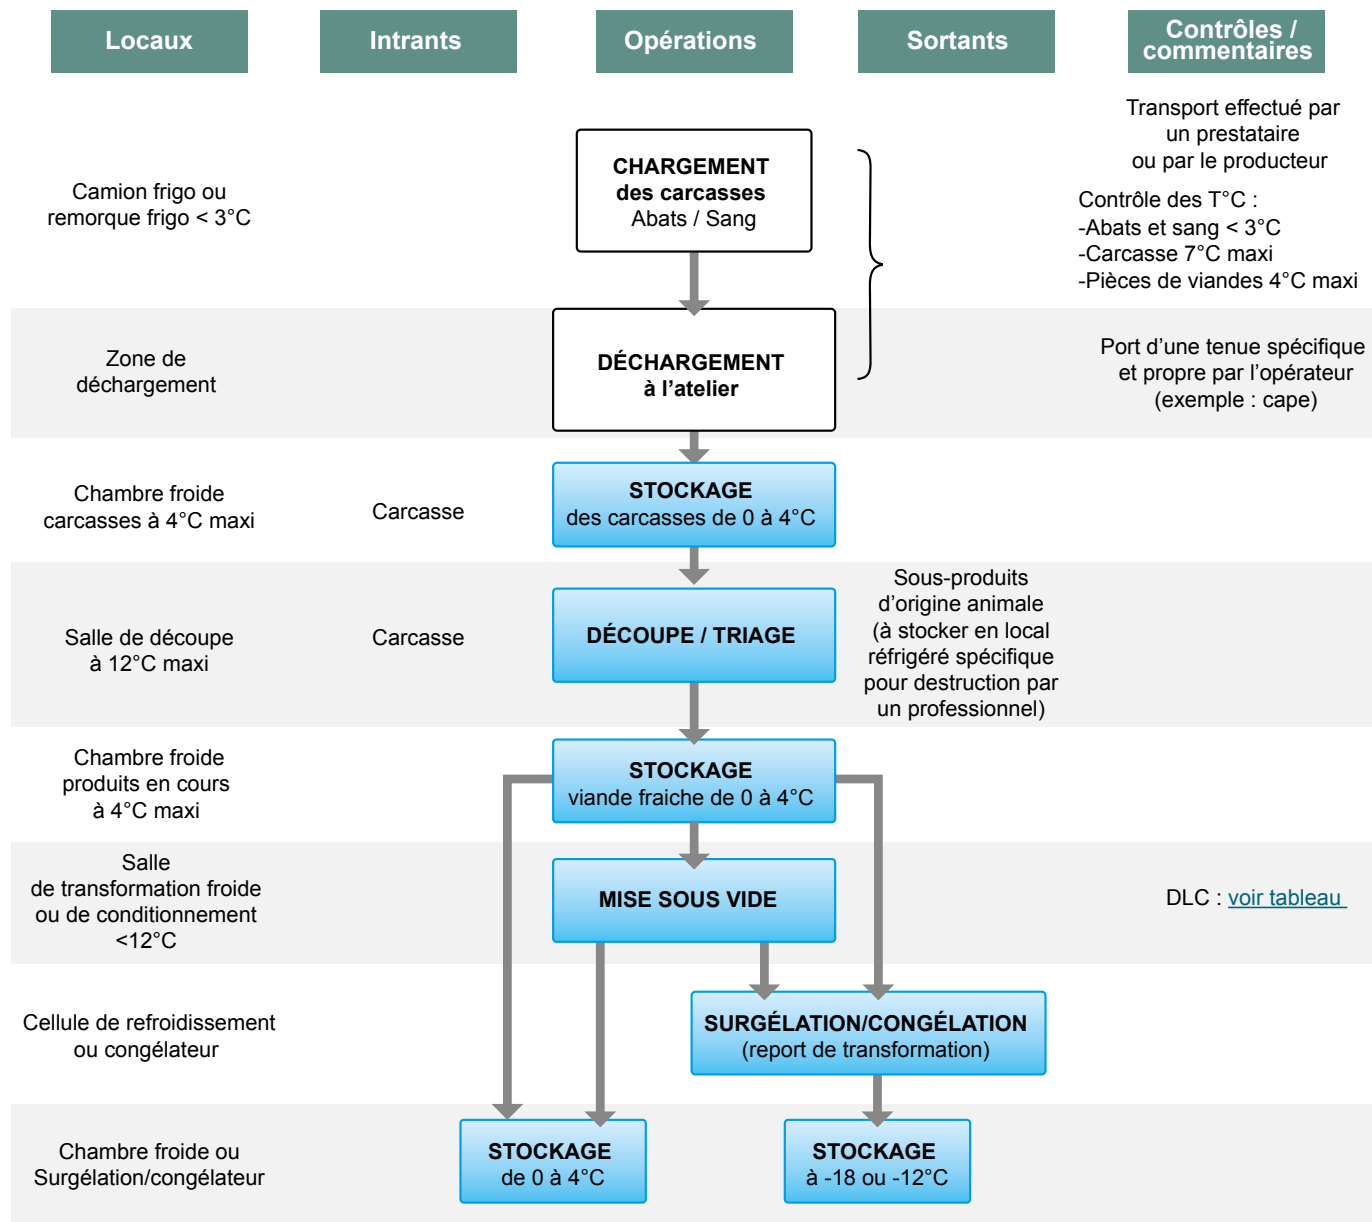 Locaux
Intrants
Opérations
Sortants
Contrôles /
commentaires
Camion frigo ou
remorque frigo < 3°C
CHARGEMENT
des carcasses
Abats / Sang
Transport effectué par
un prestataire
ou par le producteur
Contrôle des T°C :
-Abats et sang < 3°C
-Carcasse 7°C maxi
-Pièces de viandes 4°C maxi
Zone de
déchargement
DÉCHARGEMENT
à l’atelier
Port d’une tenue spécifique
et propre par l’opérateur
(exemple : cape)
Chambre froide
carcasses à 4°C maxi
Carcasse
STOCKAGE
des carcasses de 0 à 4°C
Salle de découpe
à 12°C maxi
Carcasse
DÉCOUPE / TRIAGE
Sous-produits
d’origine animale
(à stocker en local
réfrigéré spécifique
pour destruction par
un professionnel)
Chambre froide
produits en cours
à 4°C maxi
STOCKAGE
viande fraiche de 0 à 4°C
Salle
de transformation froide
ou de conditionnement
<12°C
MISE SOUS VIDE
DLC : voir tableau
Cellule de refroidissement
ou congélateur
SURGÉLATION/CONGÉLATION
(report de transformation)
Chambre froide ou
Surgélation/congélateur
STOCKAGE
de 0 à 4°C
STOCKAGE
à -18 ou -12°C